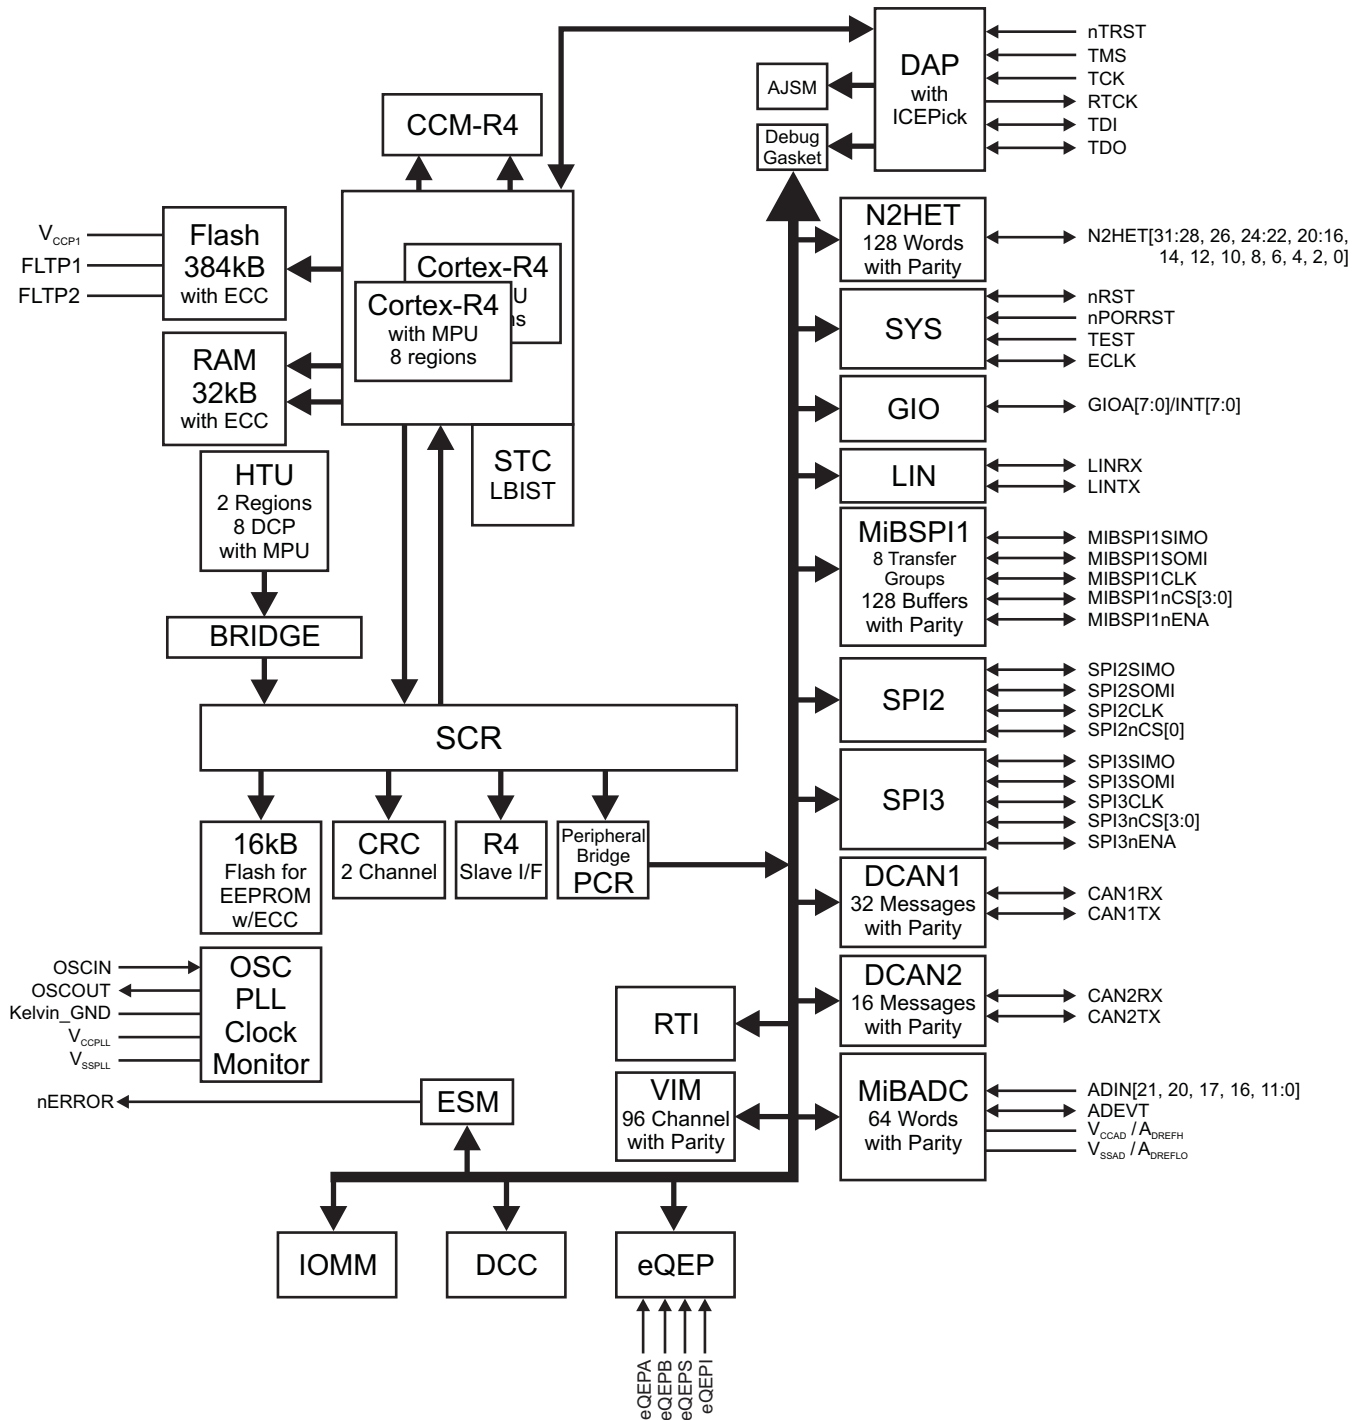 DAP
with
ICEPick
nTRST
TMS
TCK
RTCK
TDI
TDO
AJSM
Debug
Gasket
CCM-R4
V_CCP1
FLTP1
FLTP2
Flash
384kB
with ECC
Cortex-R4
U
ns
Cortex-R4
with MPU
8 regions
RAM
32kB
with ECC
HTU
2 Regions
8 DCP
with MPU
STC
LBIST
BRIDGE
SCR
16kB
Flash for
EEPROM
w/ECC
CRC
2 Channel
R4
Slave I/F
Peripheral
Bridge
PCR
OSCIN
OSCOUT
Kelvin_GND
V_CCPLL
V_SSPLL
OSC
PLL
Clock
Monitor
nERROR
ESM
RTI
VIM
96 Channel
with Parity
IOMM
DCC
eQEP
eQEPA
eQEPB
eQEPS
eQEPI
N2HET
128 Words
with Parity
N2HET[31:28, 26, 24:22, 20:16,
14, 12, 10, 8, 6, 4, 2, 0]
SYS
nRST
nPORRST
TEST
ECLK
GIO
GIOA[7:0]/INT[7:0]
LIN
LINRX
LINTX
MiBSPI1
8 Transfer
Groups
128 Buffers
with Parity
MIBSPI1SIMO
MIBSPI1SOMI
MIBSPI1CLK
MIBSPI1nCS[3:0]
MIBSPI1nENA
SPI2
SPI2SIMO
SPI2SOMI
SPI2CLK
SPI2nCS[0]
SPI3
SPI3SIMO
SPI3SOMI
SPI3CLK
SPI3nCS[3:0]
SPI3nENA
DCAN1
32 Messages
with Parity
CAN1RX
CAN1TX
DCAN2
16 Messages
with Parity
CAN2RX
CAN2TX
MiBADC
64 Words
with Parity
ADIN[21, 20, 17, 16, 11:0]
ADEVT
V_CCAD / A_DREFH
V_SSAD / A_DREFLO